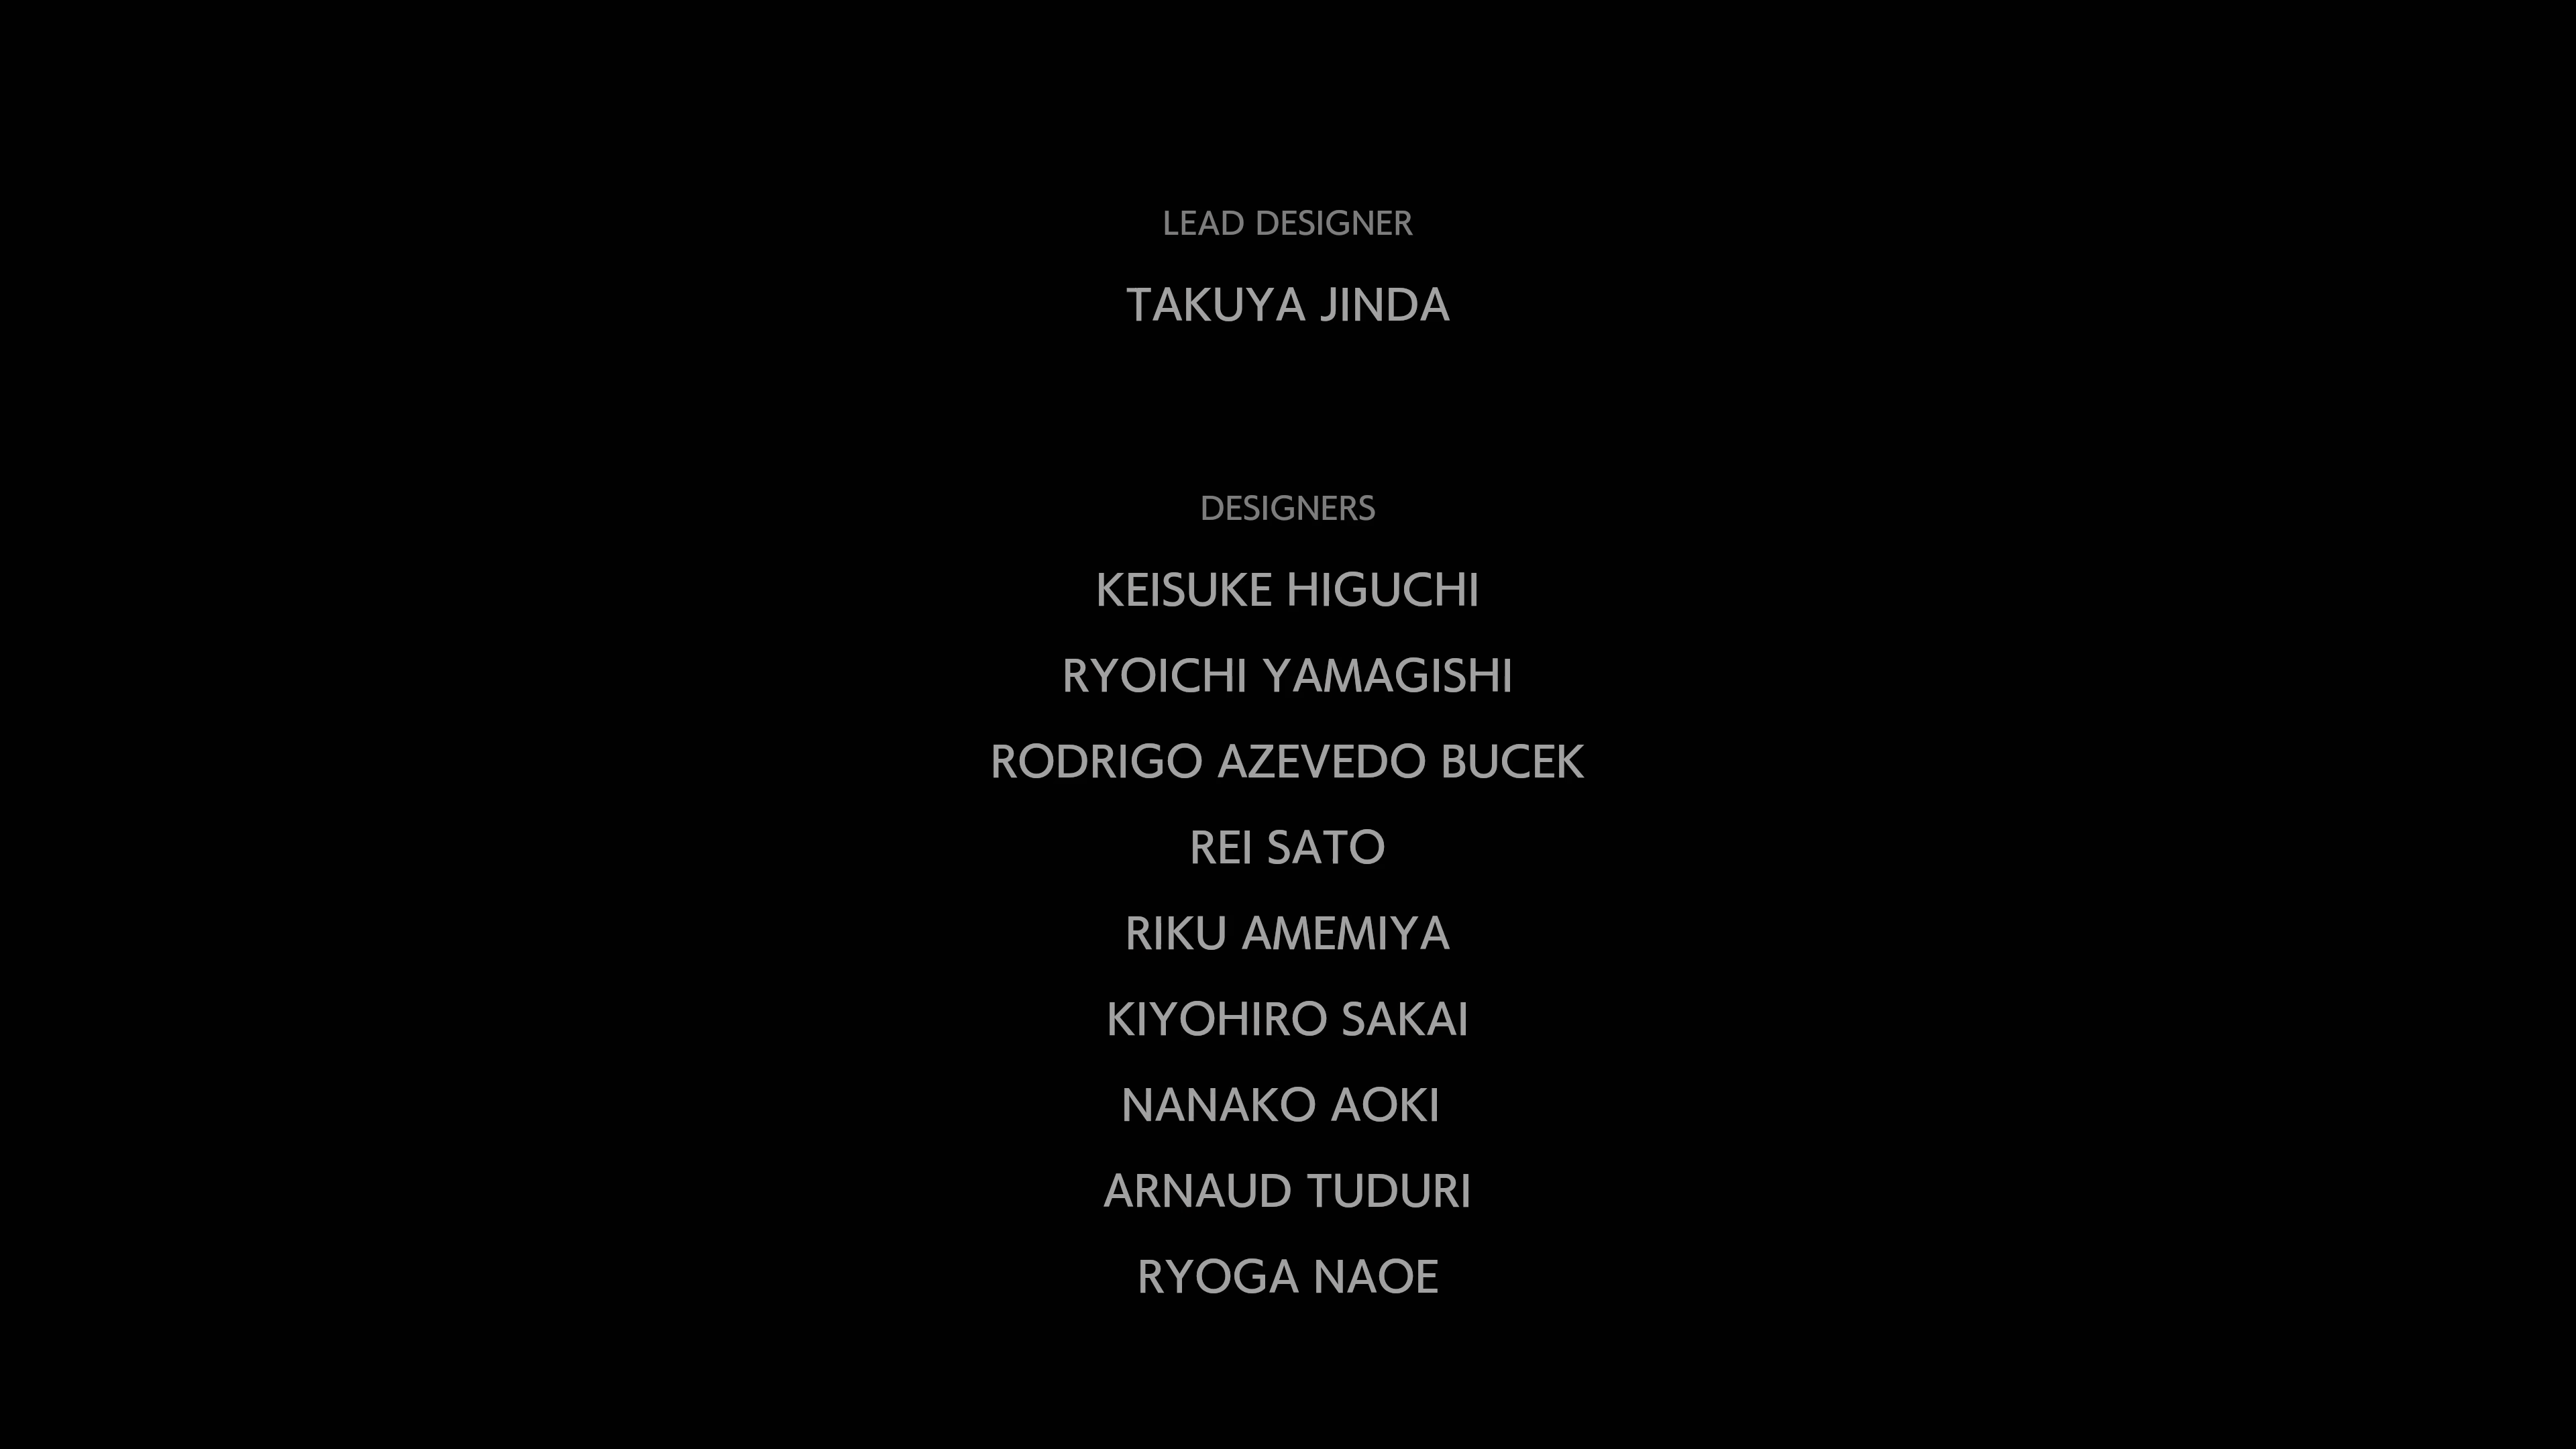 LEAD DESIGNER
TAKUYA JINDA
DESIGNERS
KEISUKE HIGUCHI
RYOICHI YAMAGISHI
RODRIGO AZEVEDO BUCEK
REI SATO
RIKU AMEMIYA
KIYOHIRO SAKAI
NANAKO AOKI
ARNAUD TUDURI
RYOGA NAOE